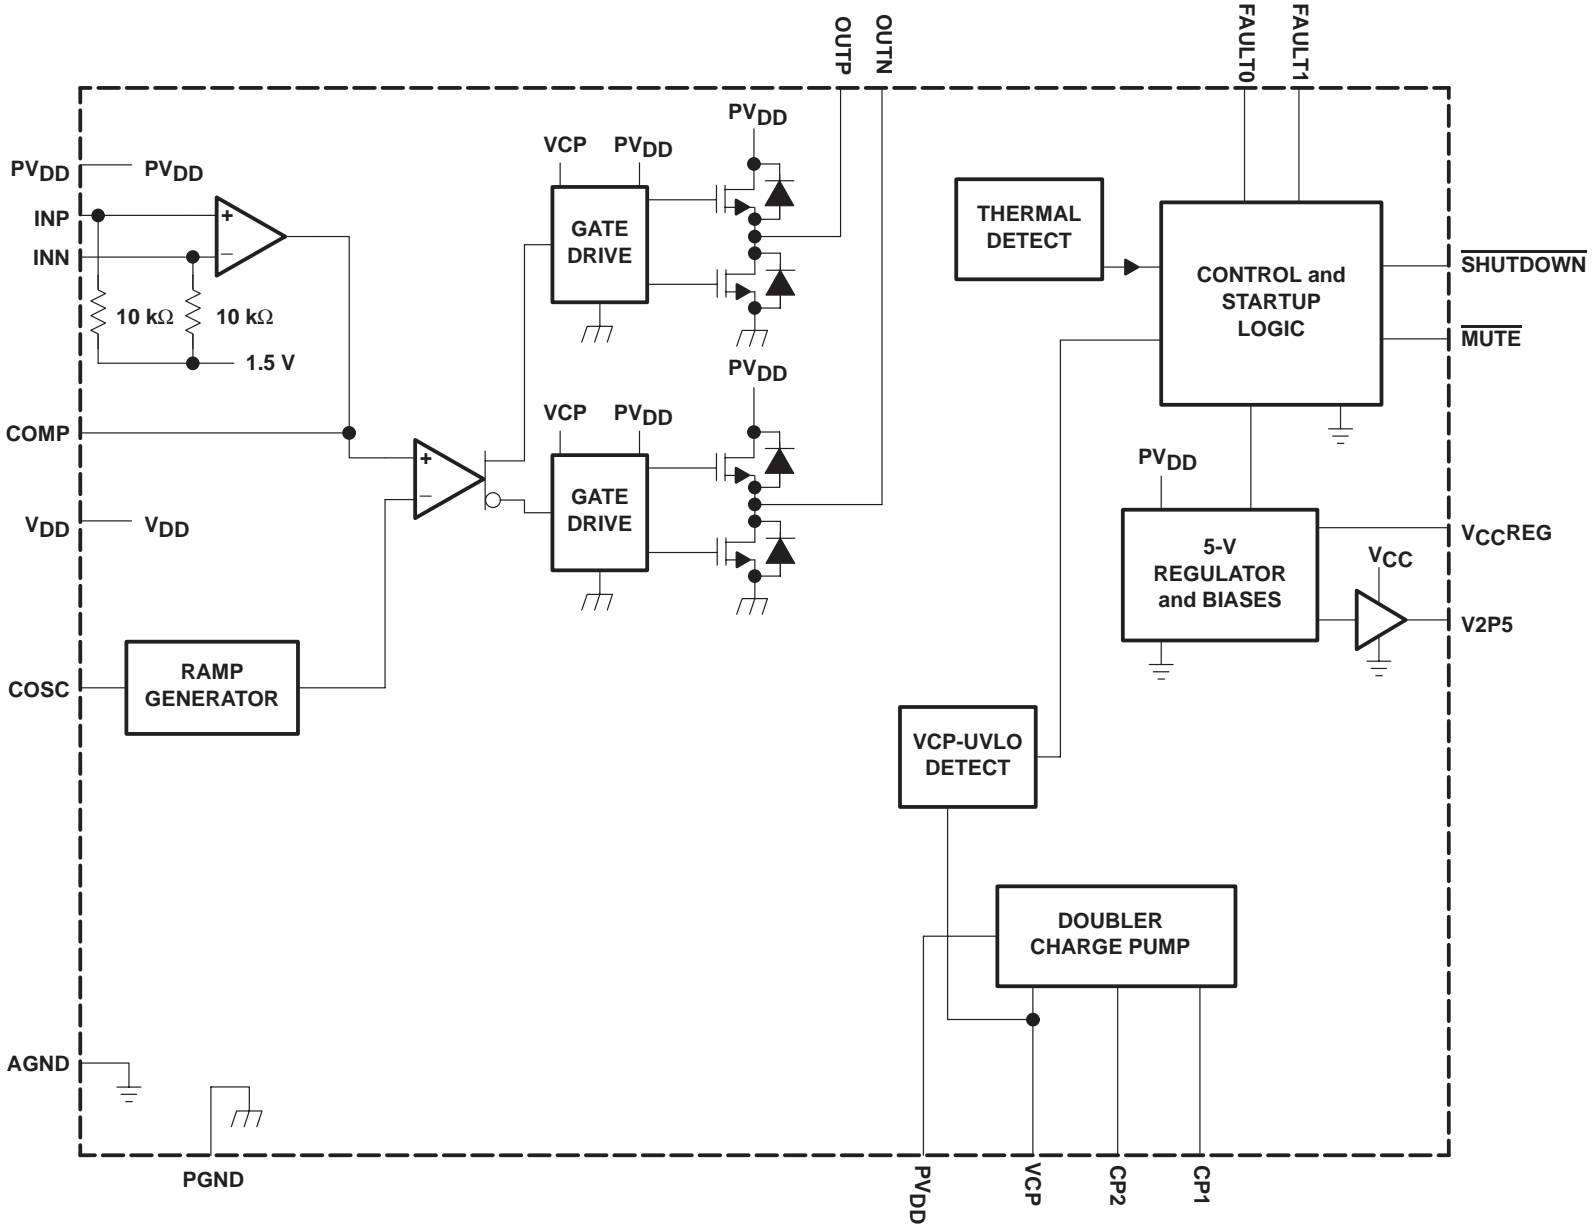 OUTP
OUTN
FAULT0
FAULT1
PVDD
PVDD
INP
INN
+
−
10 kΩ
10 kΩ
1.5 V
COMP
VDD
VDD
+
−
VCP
PVDD
GATE
DRIVE
PVDD
VCP
PVDD
GATE
DRIVE
PVDD
COSC
RAMP
GENERATOR
THERMAL
DETECT
CONTROL and
STARTUP
LOGIC
SHUTDOWN
MUTE
PVDD
5-V
REGULATOR
and BIASES
VCCREG
VCC
V2P5
VCP-UVLO
DETECT
DOUBLER
CHARGE PUMP
AGND
PGND
PVDD
VCP
CP2
CP1